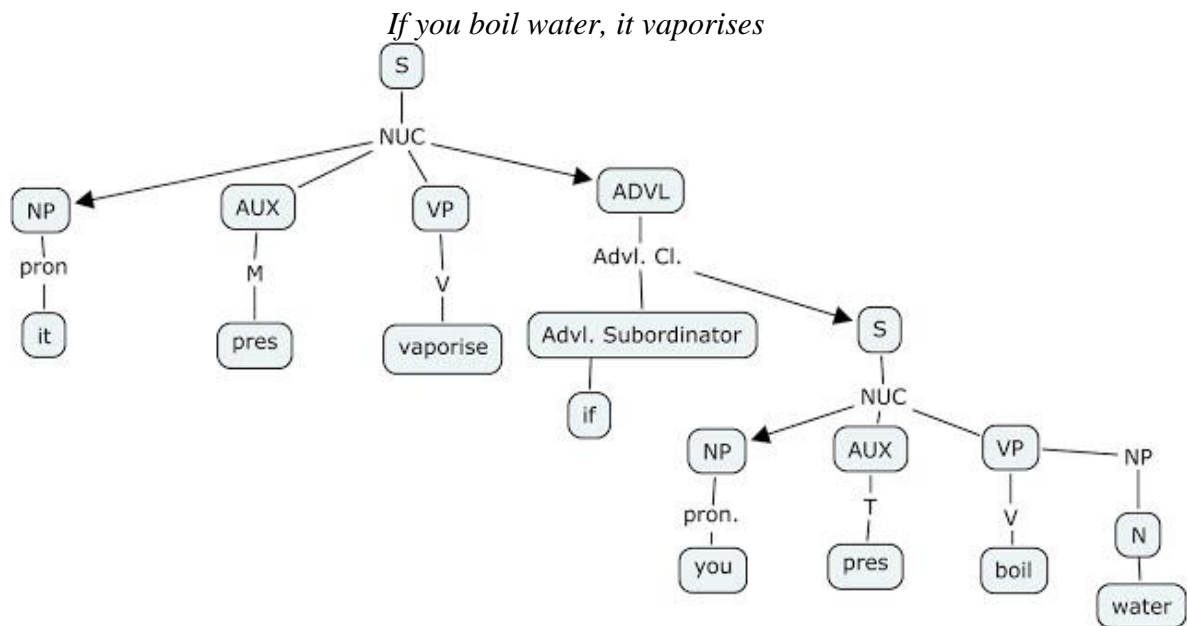 If you boil water, it vaporises
S
NUC
NP AUX VP ADVL
pron M V Advl. Cl.
it pres vaporise Advl. Subordinator S
if NUC
NP AUX VP NP
pron. T V N
you pres boil water